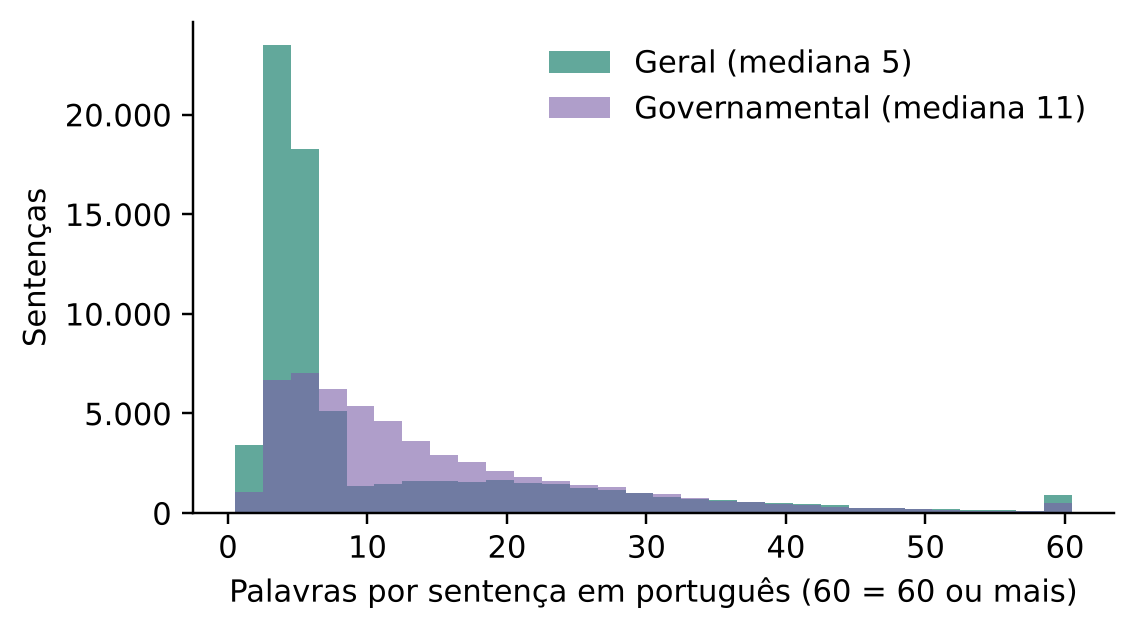 Geral (mediana 5)
Governamental (mediana 11)
Sentenças
20.000
15.000
10.000
5.000
0
0 10 20 30 40 50 60
Palavras por sentença em português (60 = 60 ou mais)